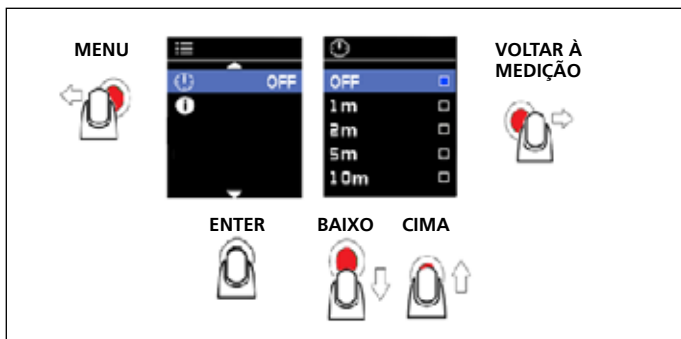 MENU
OFF
OFF
1m
2m
5m
10m
VOLTAR À
MEDIÇÃO
ENTER
BAIXO
CIMA